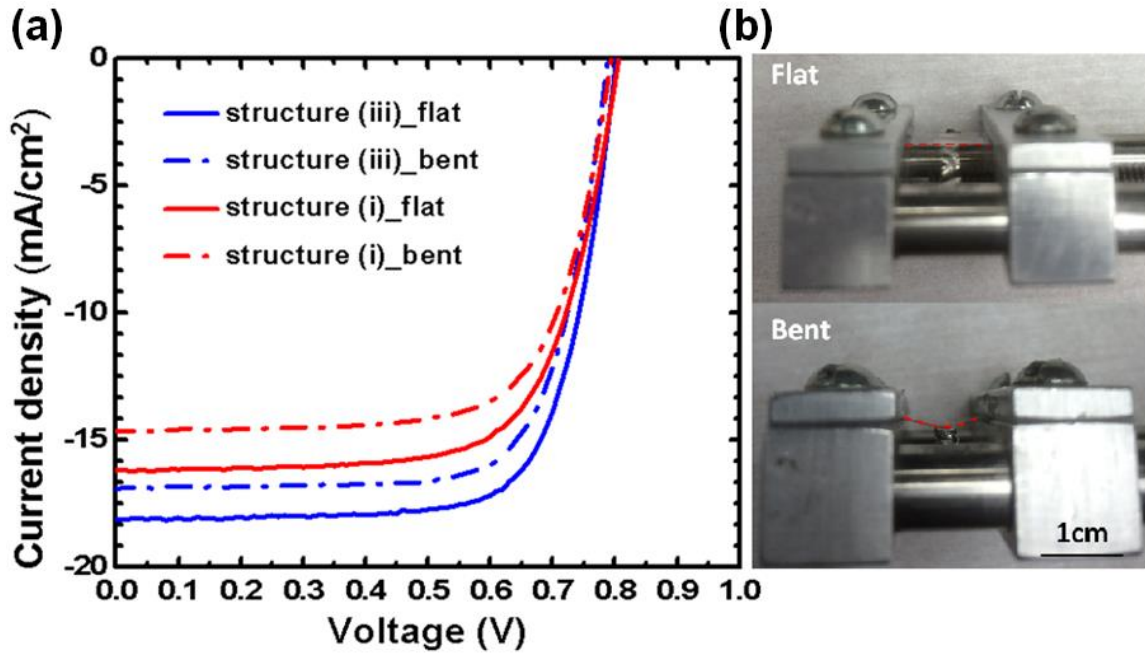 (a)
Current density (mA/cm²)
0
-5
-10
-15
-20
structure (iii)_flat
structure (iii)_bent
structure (i)_flat
structure (i)_bent
0.0 0.1 0.2 0.3 0.4 0.5 0.6 0.7 0.8 0.9 1.0
Voltage (V)
(b)
Flat
Bent
1cm